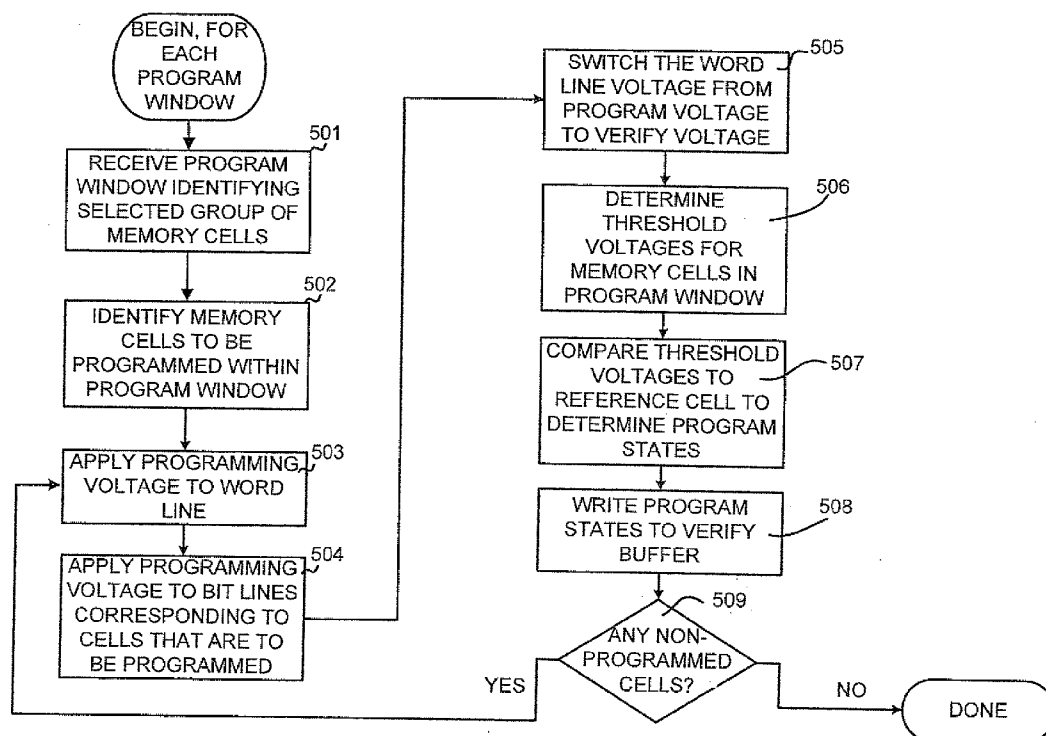 BEGIN, FOR
EACH
PROGRAM
WINDOW
501
RECEIVE PROGRAM
WINDOW IDENTIFYING
SELECTED GROUP OF
MEMORY CELLS
502
IDENTIFY MEMORY
CELLS TO BE
PROGRAMMED WITHIN
PROGRAM WINDOW
503
APPLY PROGRAMMING
VOLTAGE TO WORD
LINE
504
APPLY PROGRAMMING
VOLTAGE TO BIT LINES
CORRESPONDING TO
CELLS THAT ARE TO
BE PROGRAMMED
505
SWITCH THE WORD
LINE VOLTAGE FROM
PROGRAM VOLTAGE
TO VERIFY VOLTAGE
506
DETERMINE
THRESHOLD
VOLTAGES FOR
MEMORY CELLS IN
PROGRAM WINDOW
507
COMPARE THRESHOLD
VOLTAGES TO
REFERENCE CELL TO
DETERMINE PROGRAM
STATES
508
WRITE PROGRAM
STATES TO VERIFY
BUFFER
509
ANY NON-
PROGRAMMED
CELLS?
YES
NO
DONE